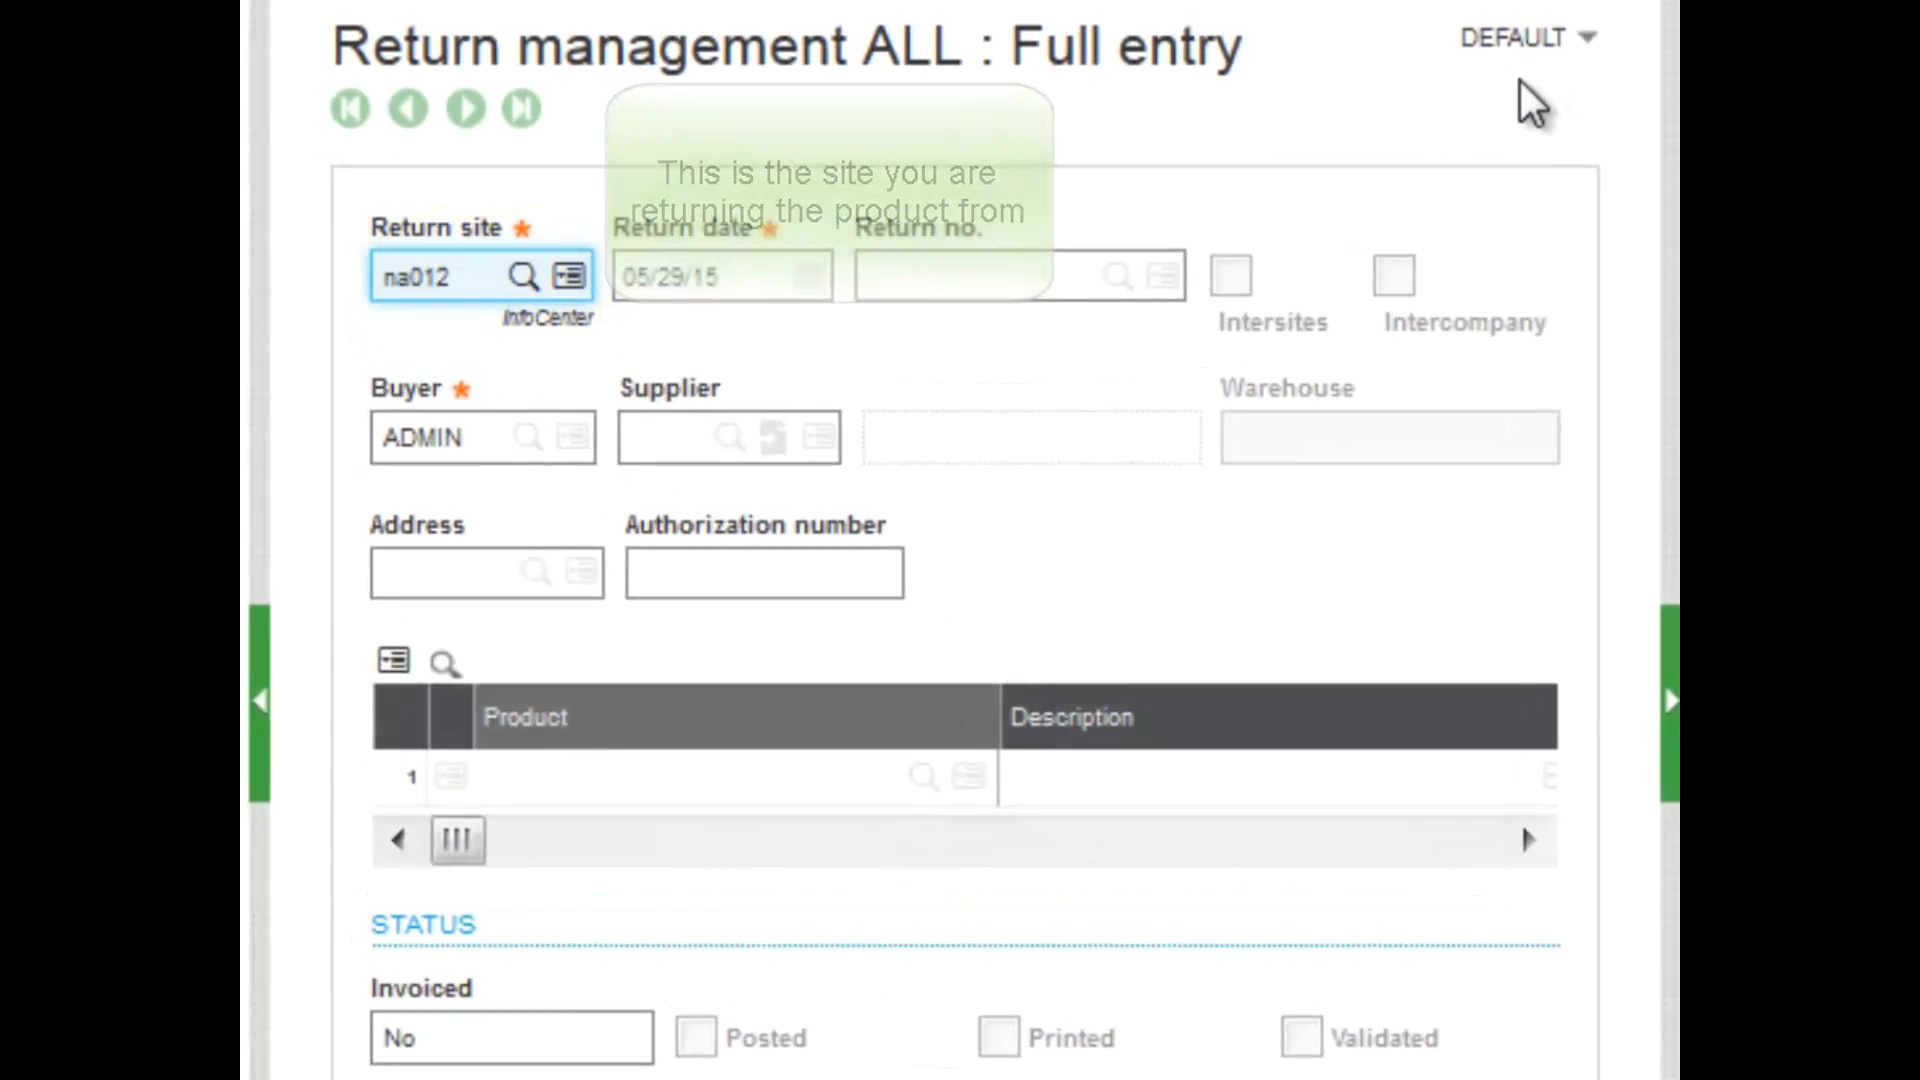 Return management ALL : Full entry
DEFAULT
This is the site you are
returning the product from
Return site *
Return date *
Return no.
na012
05/29/15
InfoCenter
Intersites
Intercompany
Buyer *
Supplier
Warehouse
ADMIN
Address
Authorization number
Product
Description
1
STATUS
Invoiced
No
Posted
Printed
Validated